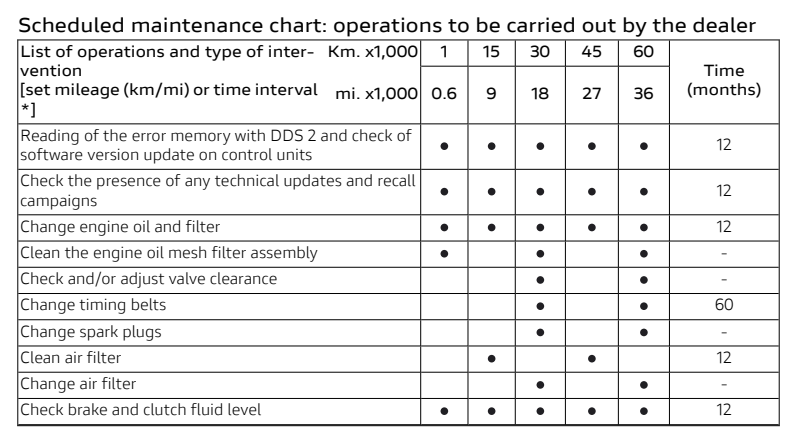 Scheduled maintenance chart: operations to be carried out by the dealer
List of operations and type of inter- Km. x1,000 1 15 30 45 60 Time (months)
vention
[set mileage (km/mi) or time interval mi. x1,000 0.6 9 18 27 36
*]
Reading of the error memory with DDS 2 and check of
software version update on control units ● ● ● ● ● 12
Check the presence of any technical updates and recall
campaigns ● ● ● ● ● 12
Change engine oil and filter ● ● ● ● ● 12
Clean the engine oil mesh filter assembly ● ● ● -
Check and/or adjust valve clearance ● ● -
Change timing belts ● ● 60
Change spark plugs ● ● -
Clean air filter ● ● 12
Change air filter ● ● -
Check brake and clutch fluid level ● ● ● ● ● 12